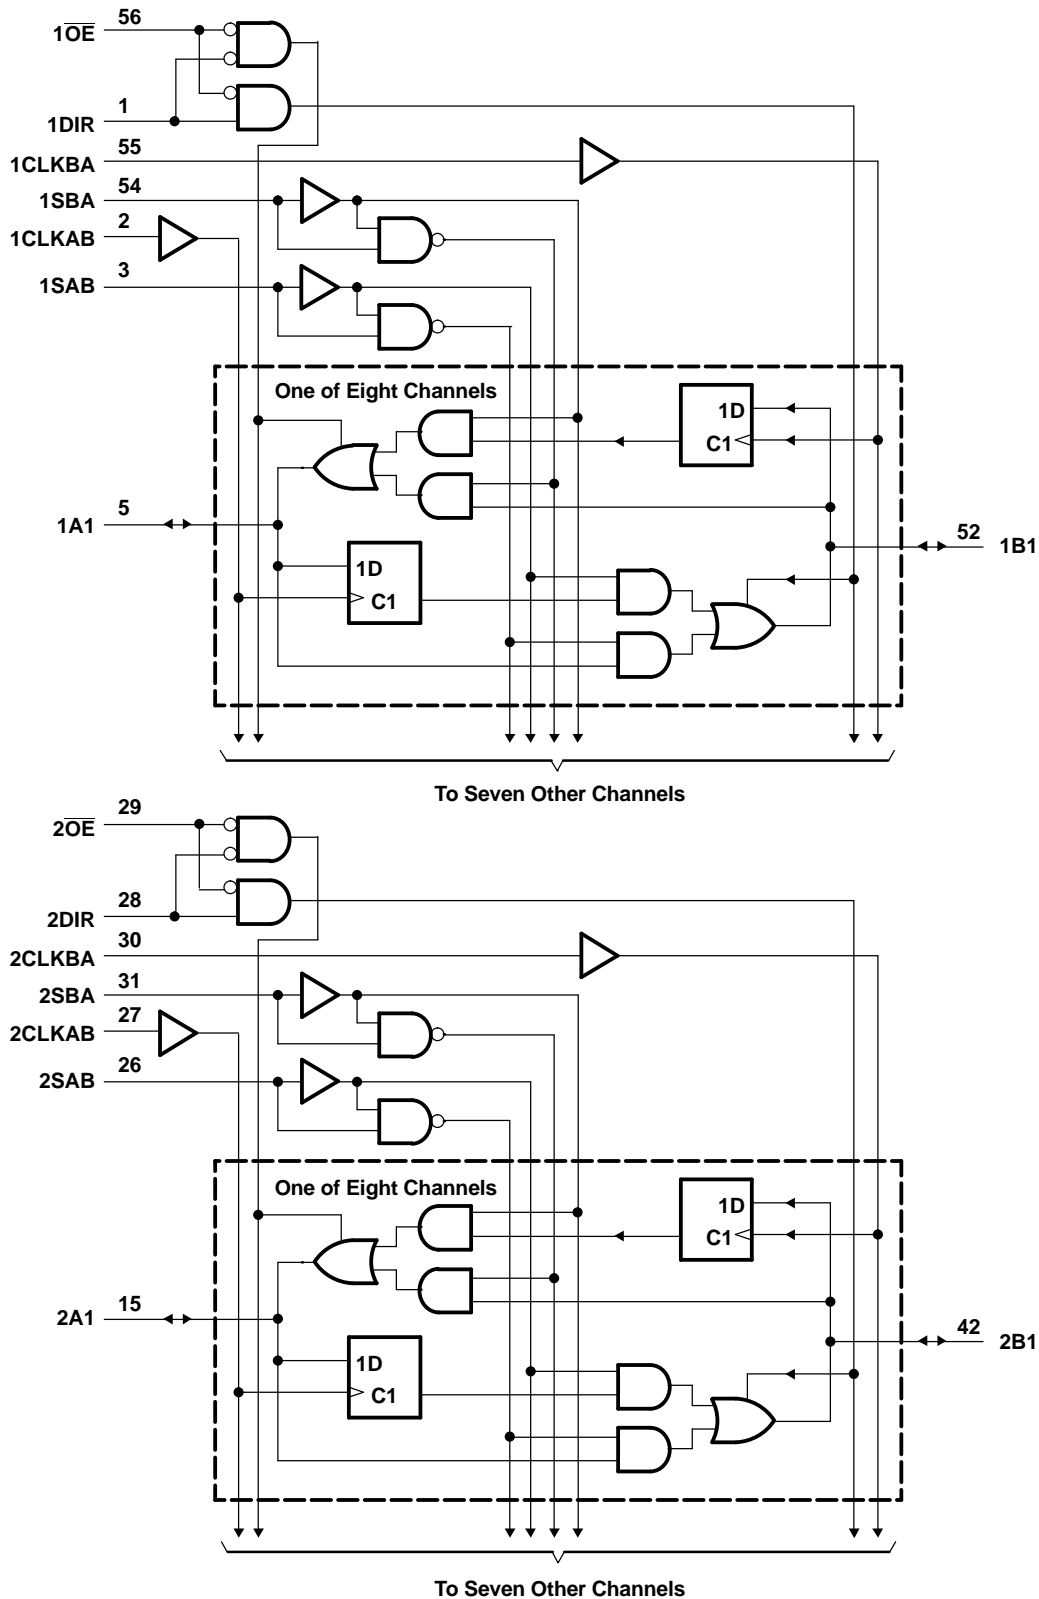 56
1O̅E̅
1
1DIR
55
1CLKBA
54
1SBA
2
1CLKAB
3
1SAB
One of Eight Channels
1D
C1
5
1A1
52
1B1
1D
C1
To Seven Other Channels
29
2O̅E̅
28
2DIR
30
2CLKBA
31
2SBA
27
2CLKAB
26
2SAB
One of Eight Channels
1D
C1
15
2A1
42
2B1
1D
C1
To Seven Other Channels